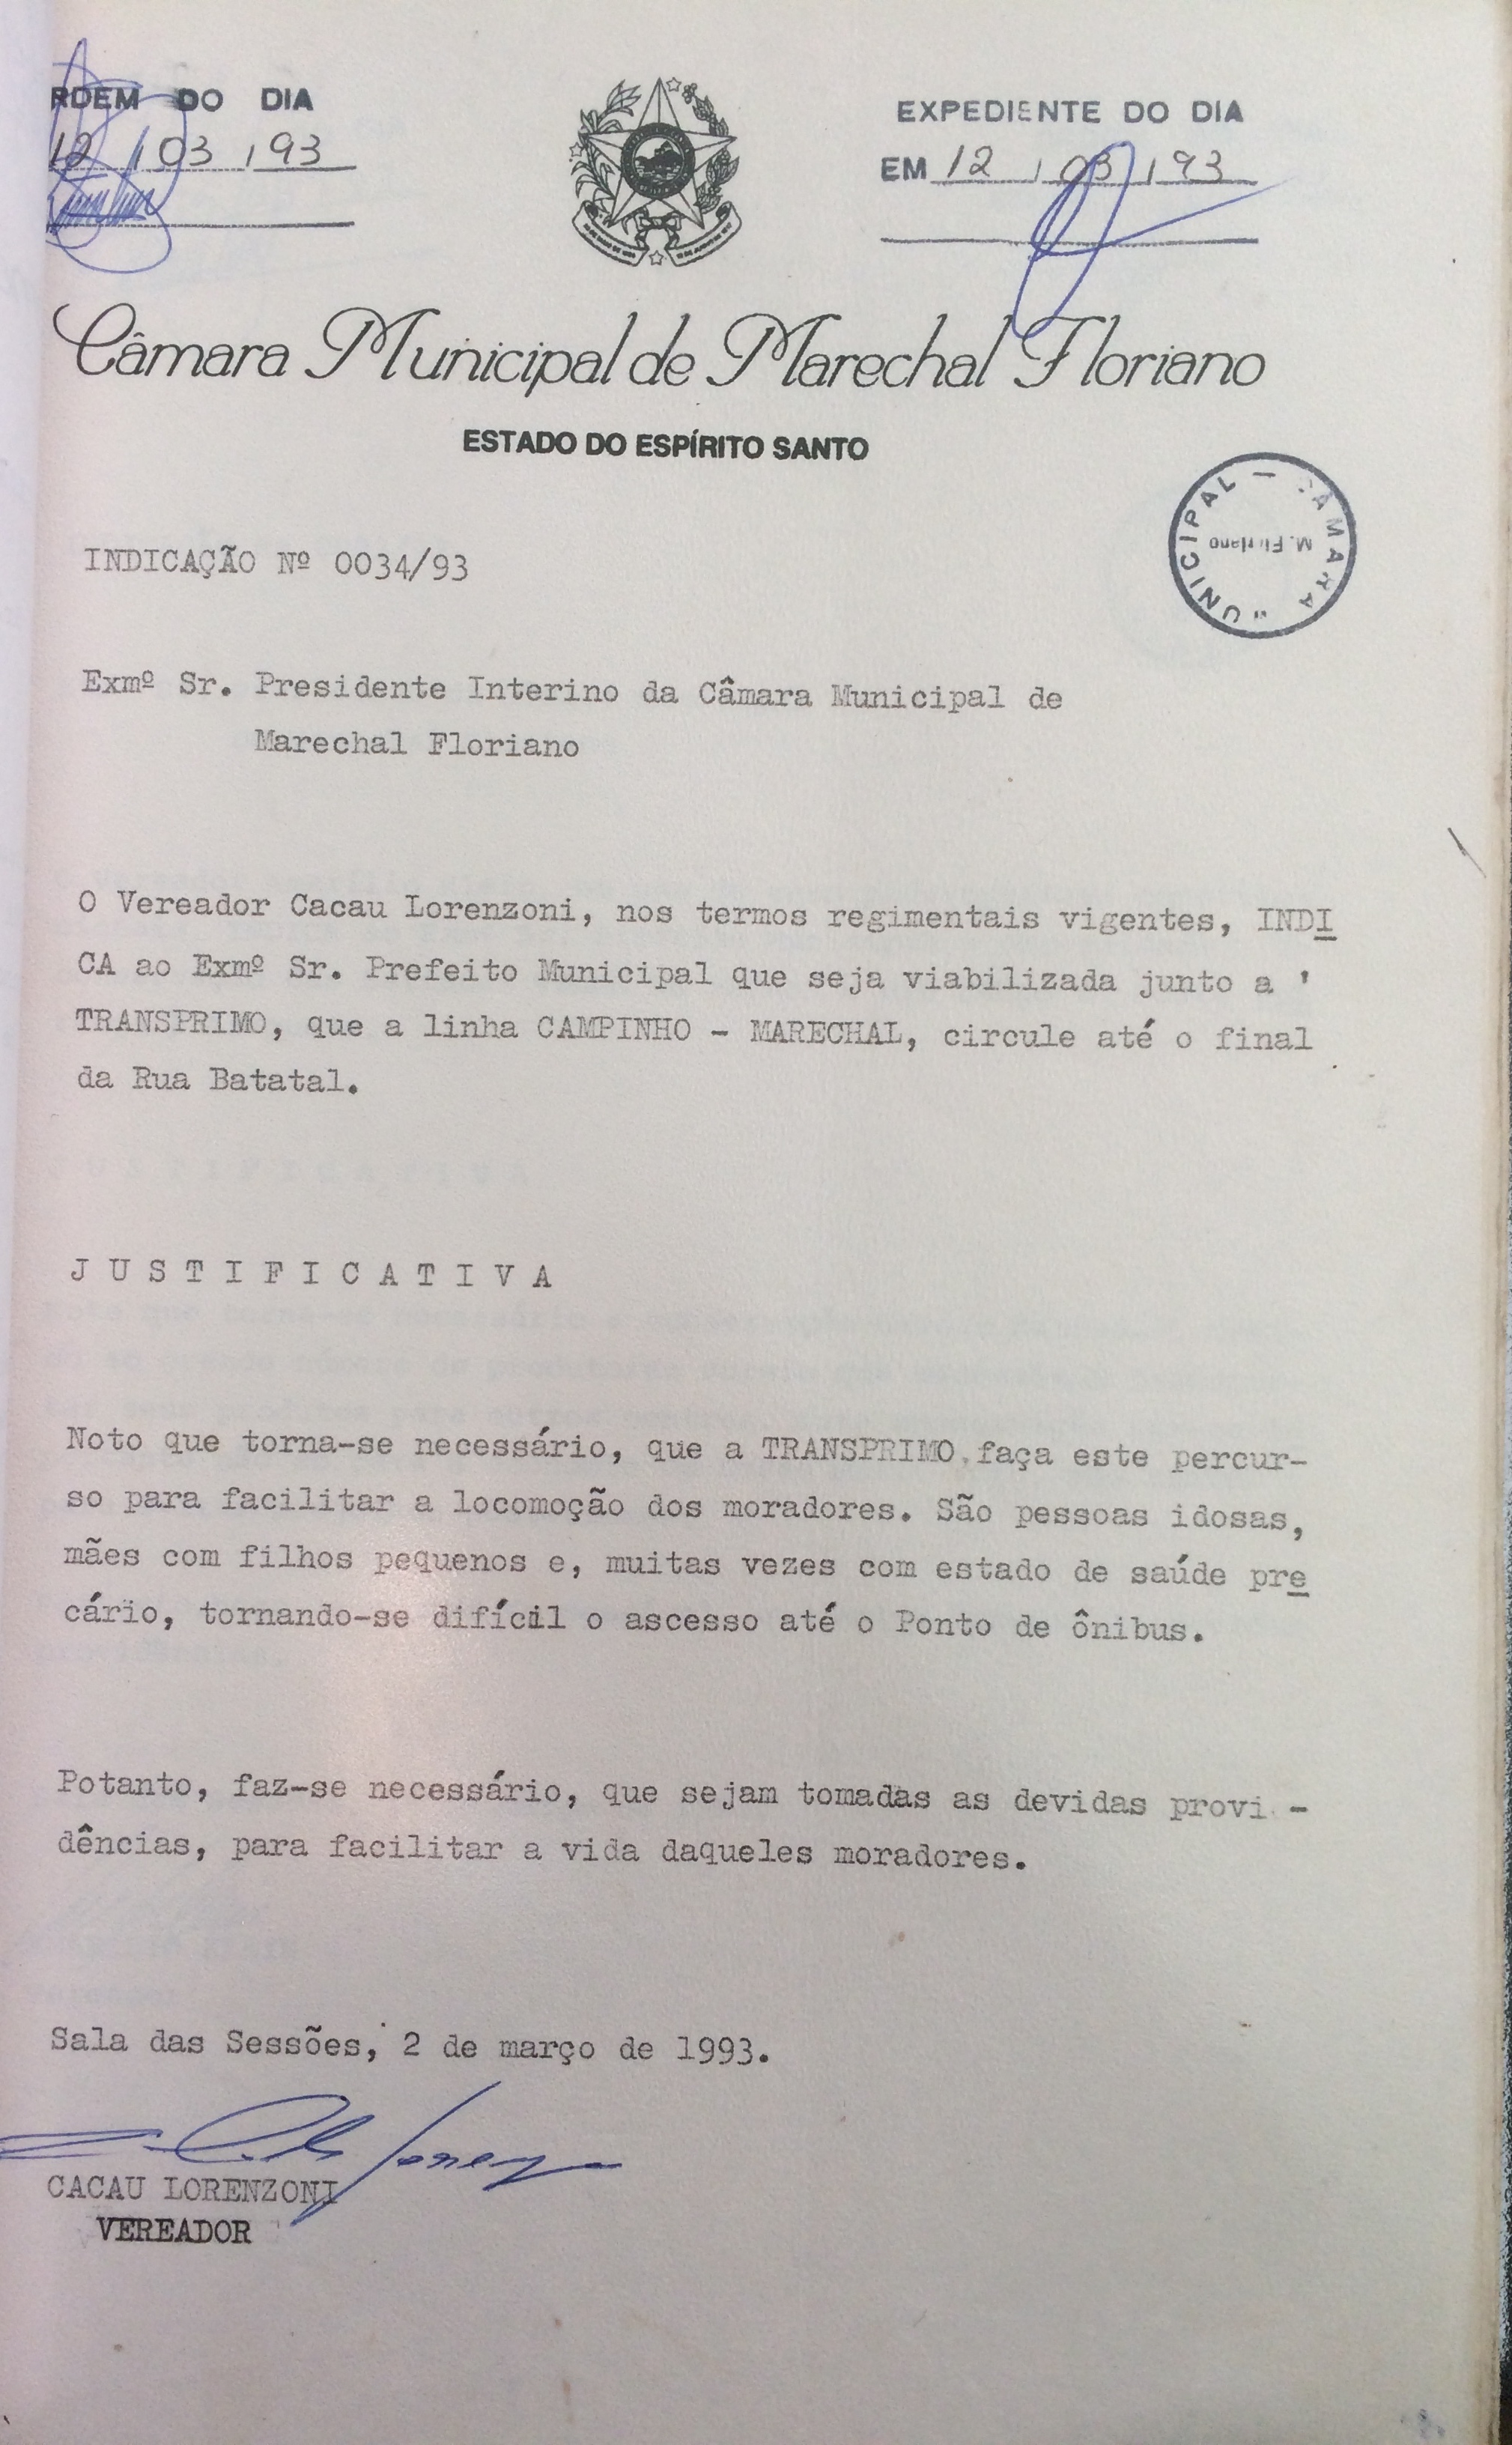 RDEM DO DIA
12 / 03 / 93
EXPEDIENTE DO DIA
EM 12 / 03 / 93
Câmara Municipal de Marechal Floriano
ESTADO DO ESPÍRITO SANTO
CÂMARA MUNICIPAL —
M. Floriano
INDICAÇÃO Nº 0034/93
Exmº Sr. Presidente Interino da Câmara Municipal de
Marechal Floriano
O Vereador Cacau Lorenzoni, nos termos regimentais vigentes, INDI
CA ao Exmº Sr. Prefeito Municipal que seja viabilizada junto a '
TRANSPRIMO, que a linha CAMPINHO - MARECHAL, circule até o final
da Rua Batatal.
J U S T I F I C A T I V A
Noto que torna-se necessário, que a TRANSPRIMO faça este percur-
so para facilitar a locomoção dos moradores. São pessoas idosas,
mães com filhos pequenos e, muitas vezes com estado de saúde pre
cário, tornando-se difícil o ascesso até o Ponto de ônibus.
Potanto, faz-se necessário, que sejam tomadas as devidas provi -
dências, para facilitar a vida daqueles moradores.
Sala das Sessões, 2 de março de 1993.
CACAU LORENZONI
VEREADOR